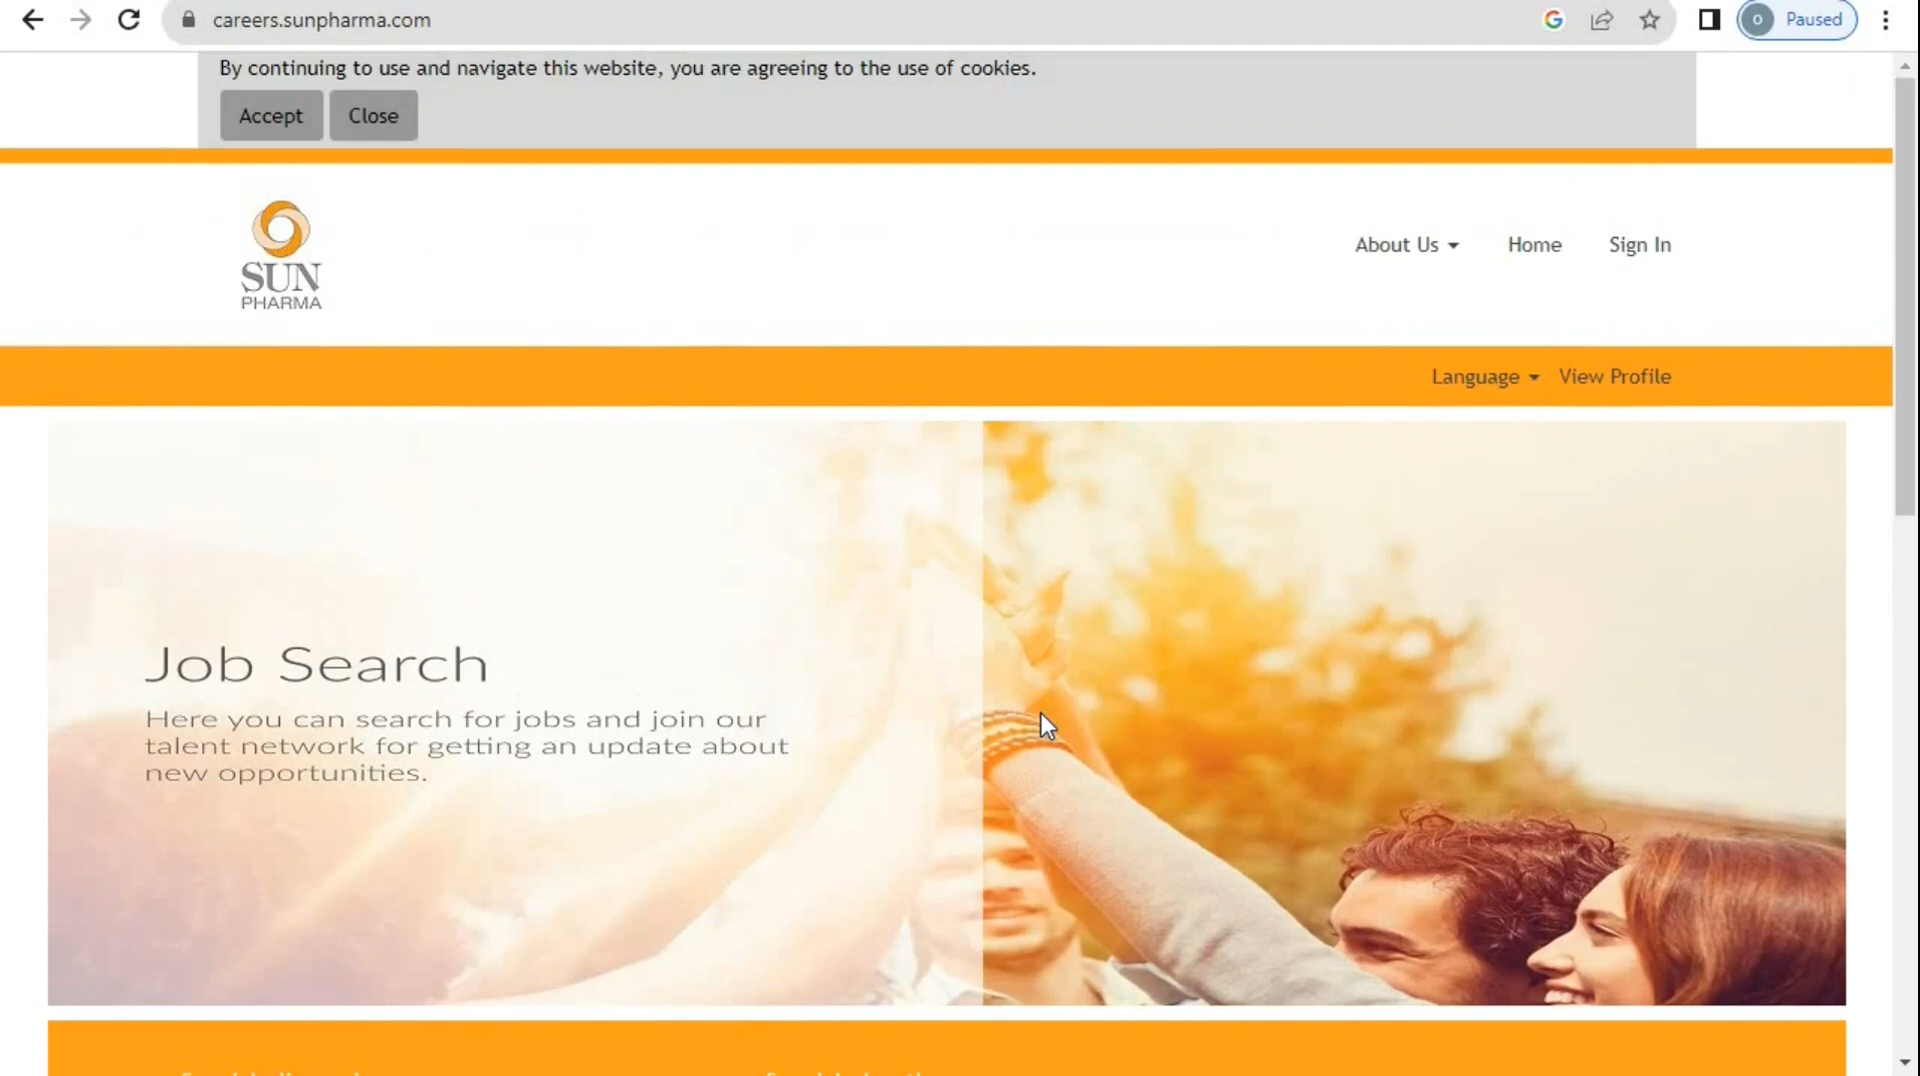 careers.sunpharma.com
Paused
By continuing to use and navigate this website, you are agreeing to the use of cookies.
Accept Close
SUN
PHARMA
About Us Home Sign In
Language View Profile
Job Search
Here you can search for jobs and join our
talent network for getting an update about
new opportunities.